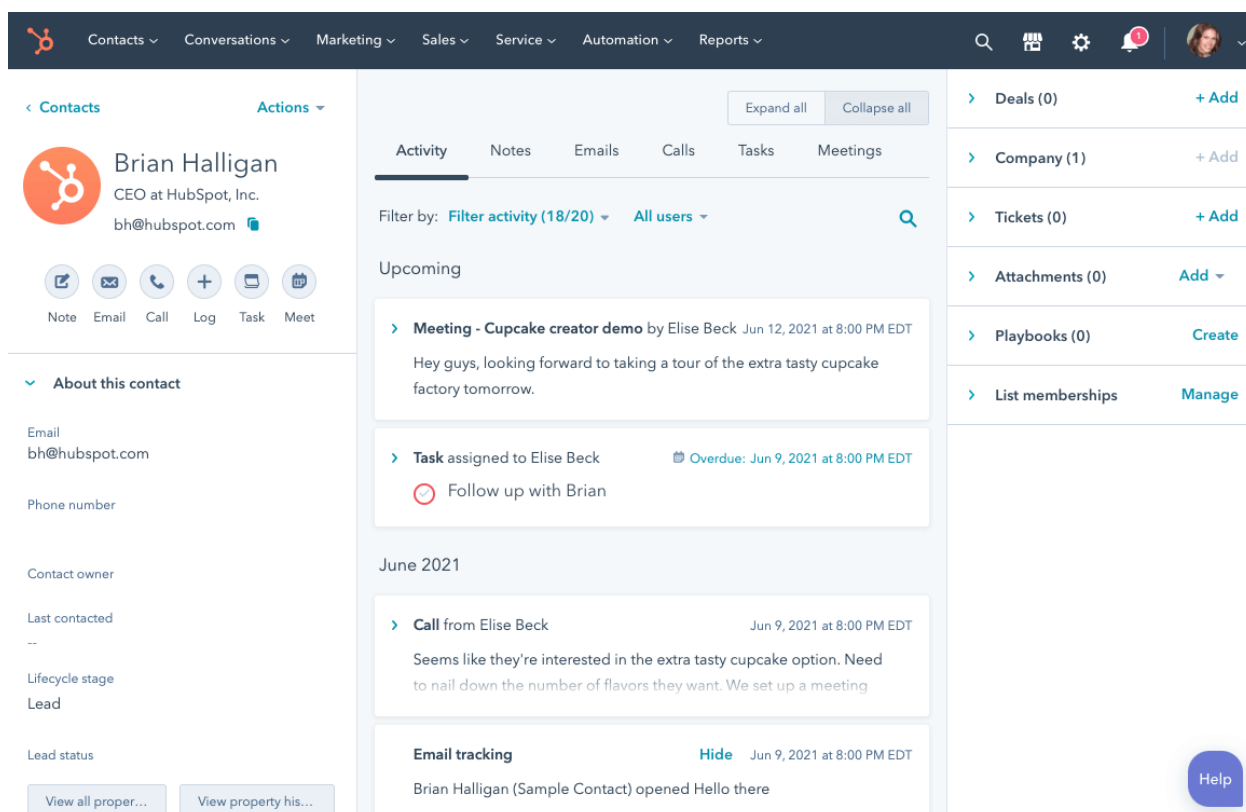 Contacts Conversations Marketing Sales Service Automation Reports 1
Contacts Actions
Brian Halligan
CEO at HubSpot, Inc.
bh@hubspot.com
Note Email Call Log Task Meet
About this contact
Email
bh@hubspot.com
Phone number
Contact owner
Last contacted
--
Lifecycle stage
Lead
Lead status
View all proper... View property his...
Expand all Collapse all
Activity Notes Emails Calls Tasks Meetings
Filter by: Filter activity (18/20) All users
Upcoming
Meeting - Cupcake creator demo by Elise Beck Jun 12, 2021 at 8:00 PM EDT
Hey guys, looking forward to taking a tour of the extra tasty cupcake
factory tomorrow.
Task assigned to Elise Beck Overdue: Jun 9, 2021 at 8:00 PM EDT
Follow up with Brian
June 2021
Call from Elise Beck Jun 9, 2021 at 8:00 PM EDT
Seems like they're interested in the extra tasty cupcake option. Need
to nail down the number of flavors they want. We set up a meeting
Email tracking Hide Jun 9, 2021 at 8:00 PM EDT
Brian Halligan (Sample Contact) opened Hello there
Deals (0) + Add
Company (1) + Add
Tickets (0) + Add
Attachments (0) Add
Playbooks (0) Create
List memberships Manage
Help